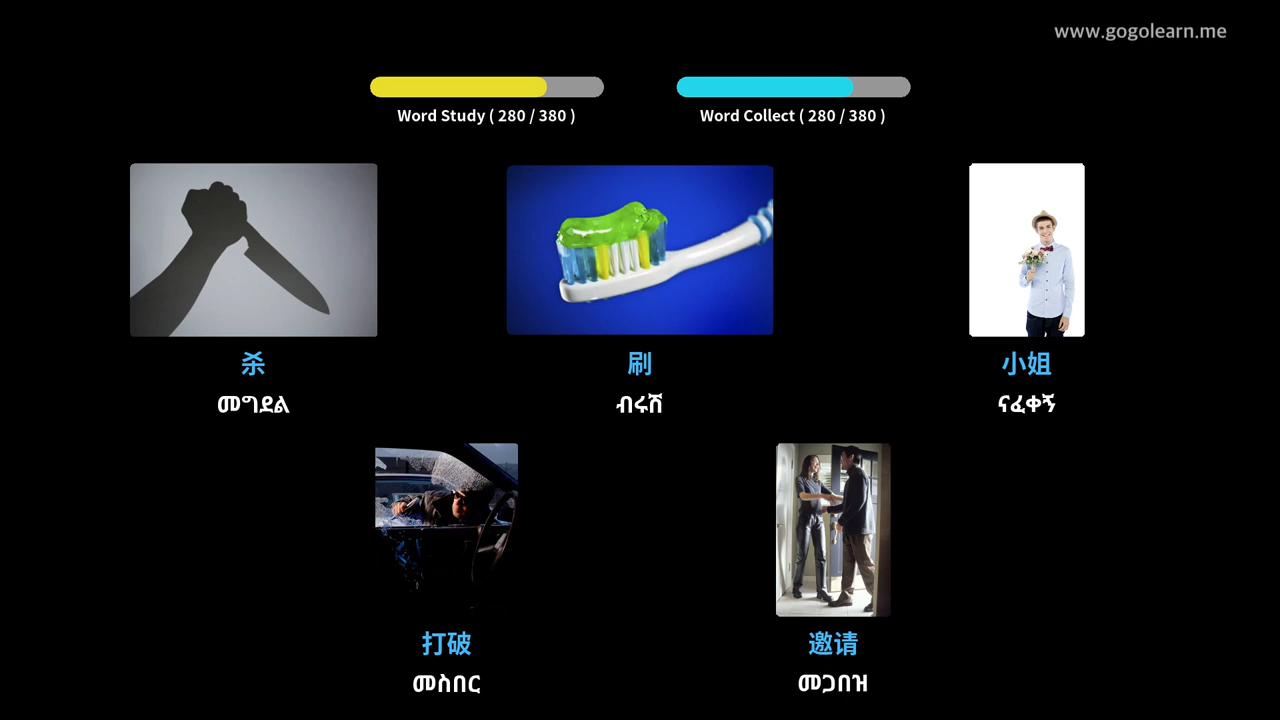 www.gogolearn.me
Word Study ( 280 / 380 )
Word Collect ( 280 / 380 )
杀
刷
小姐
መግደል
ብሩሽ
ናፈቀኝ
打破
邀请
መስበር
መጋበዝ